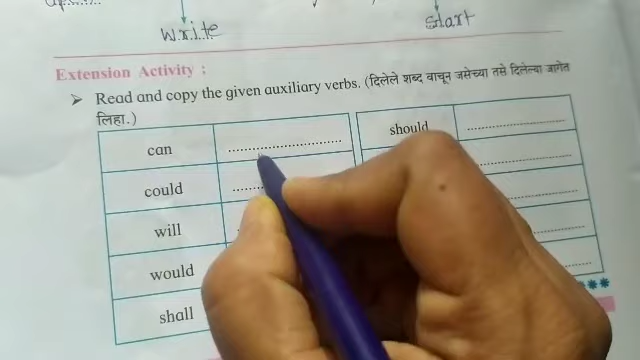 write
start
Extension Activity :
➤ Read and copy the given auxiliary verbs. (दिलेले शब्द वाचून जसेच्या तसे दिलेल्या जागेत
लिहा.)
can ............................ should ............................
could ........
will
would
shall